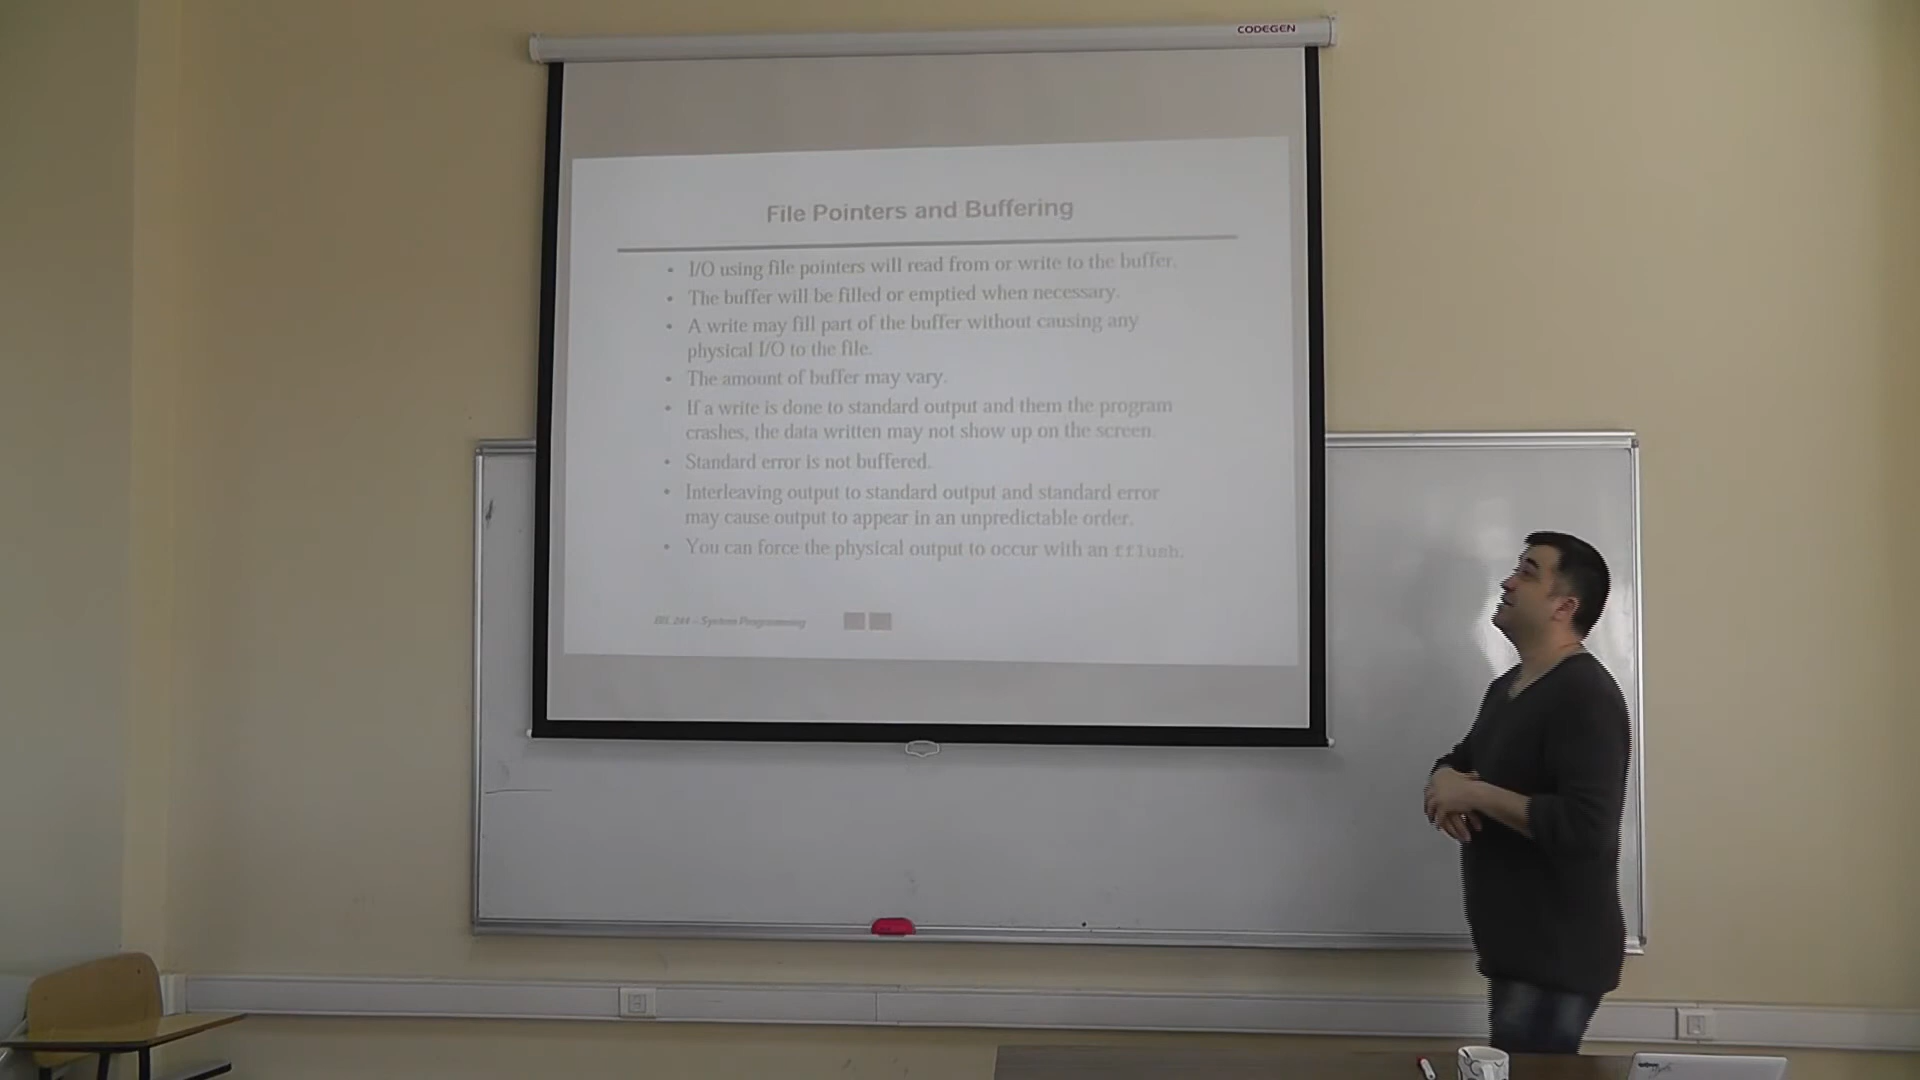 CODEGEN
File Pointers and Buffering
• I/O using file pointers will read from or write to the buffer.
• The buffer will be filled or emptied when necessary.
• A write may fill part of the buffer without causing any
physical I/O to the file.
• The amount of buffer may vary.
• If a write is done to standard output and them the program
crashes, the data written may not show up on the screen.
• Standard error is not buffered.
• Interleaving output to standard output and standard error
may cause output to appear in an unpredictable order.
• You can force the physical output to occur with an fflush.
244 – System Programming